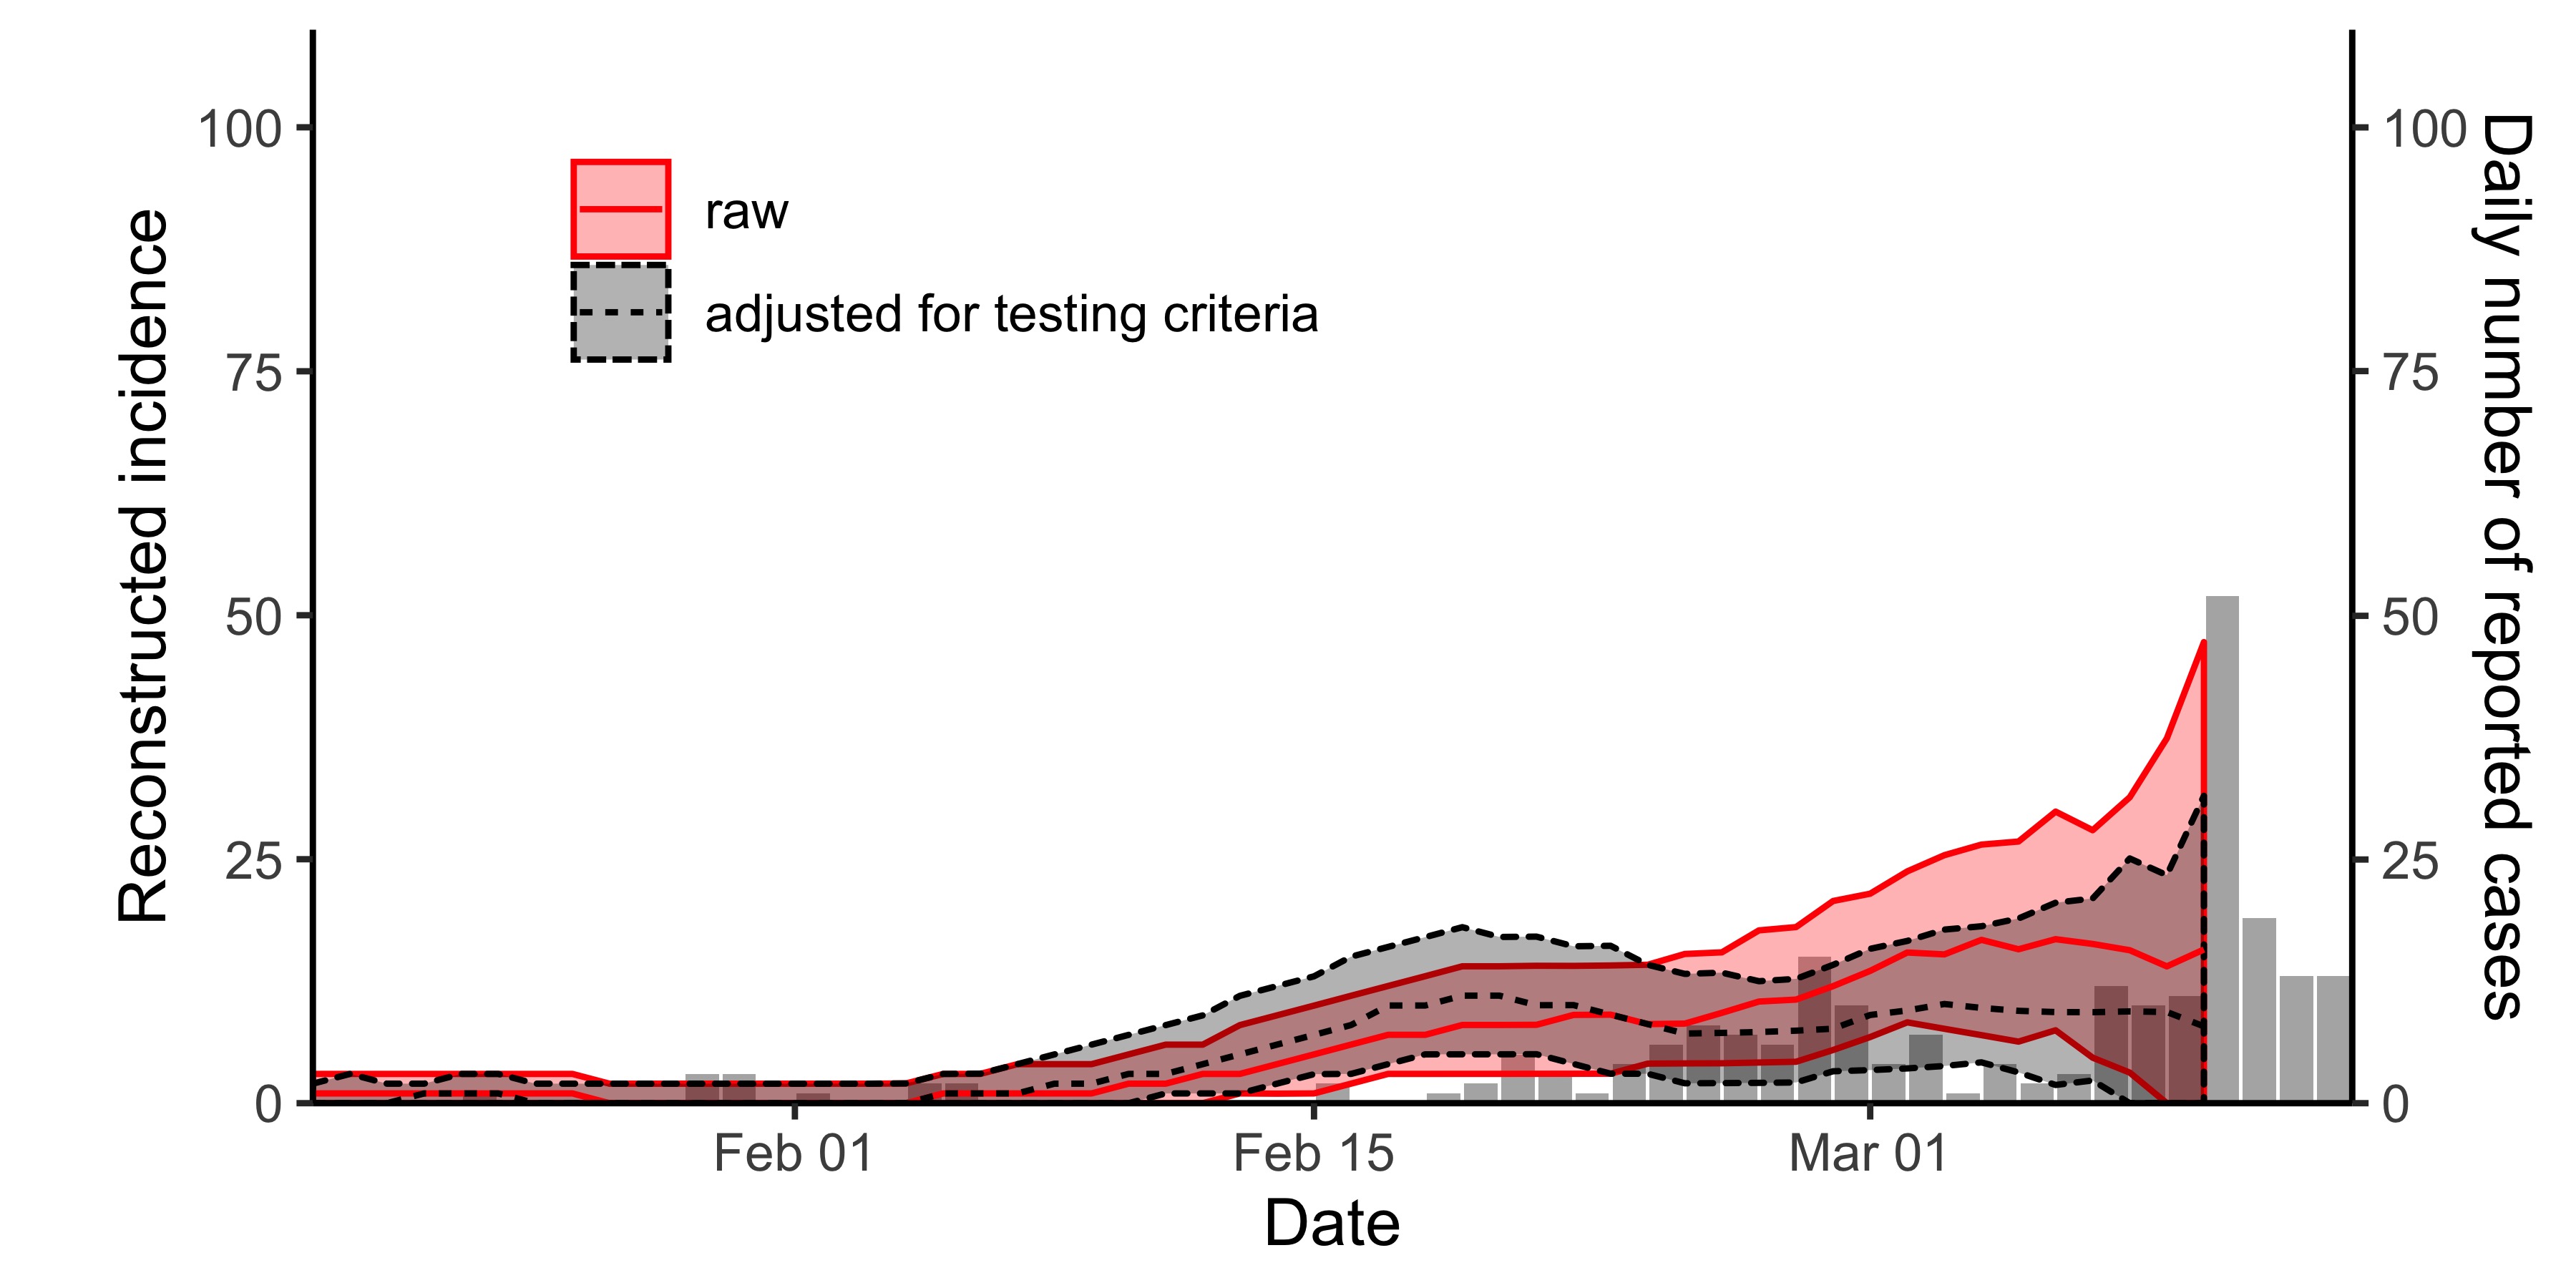 Reconstructed incidence
100
75
50
25
0
raw
adjusted for testing criteria
100
75
50
25
0
Daily number of reported cases
Feb 01
Feb 15
Mar 01
Date